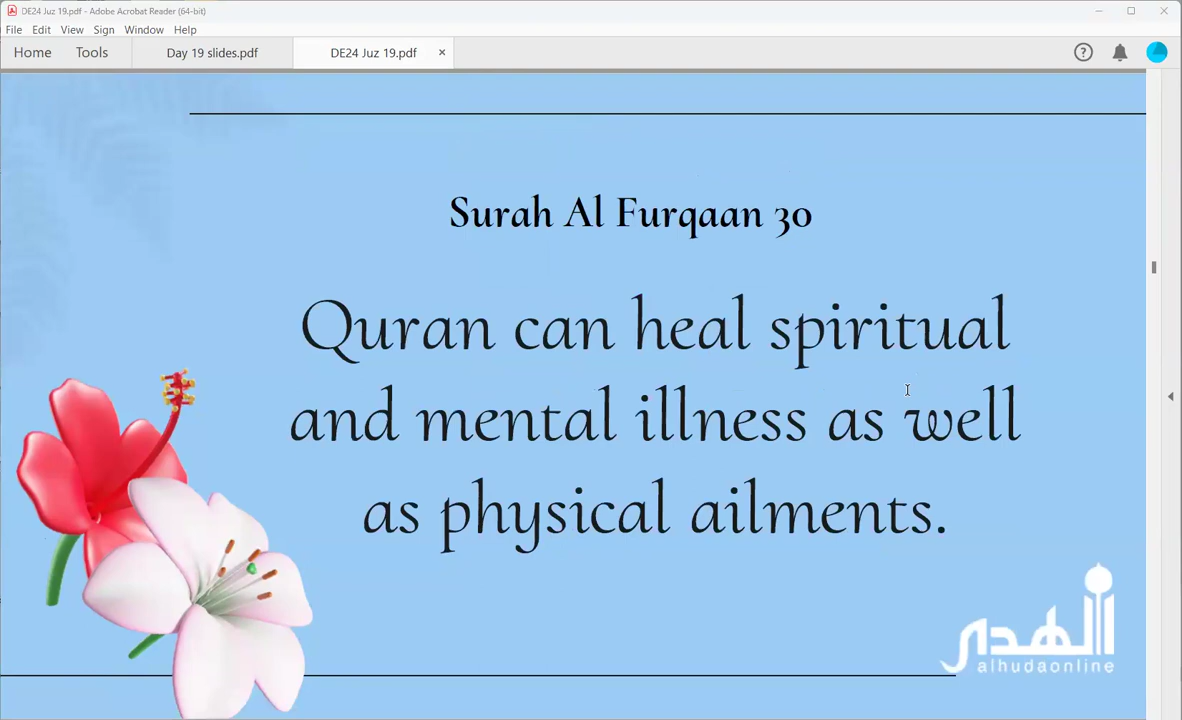 DE24 Juz 19.pdf - Adobe Acrobat Reader (64-bit)
File Edit View Sign Window Help
Home Tools Day 19 slides.pdf DE24 Juz 19.pdf
Surah Al Furqaan 30
Quran can heal spiritual
and mental illness as well
as physical ailments.
الهدى
alhudaonline